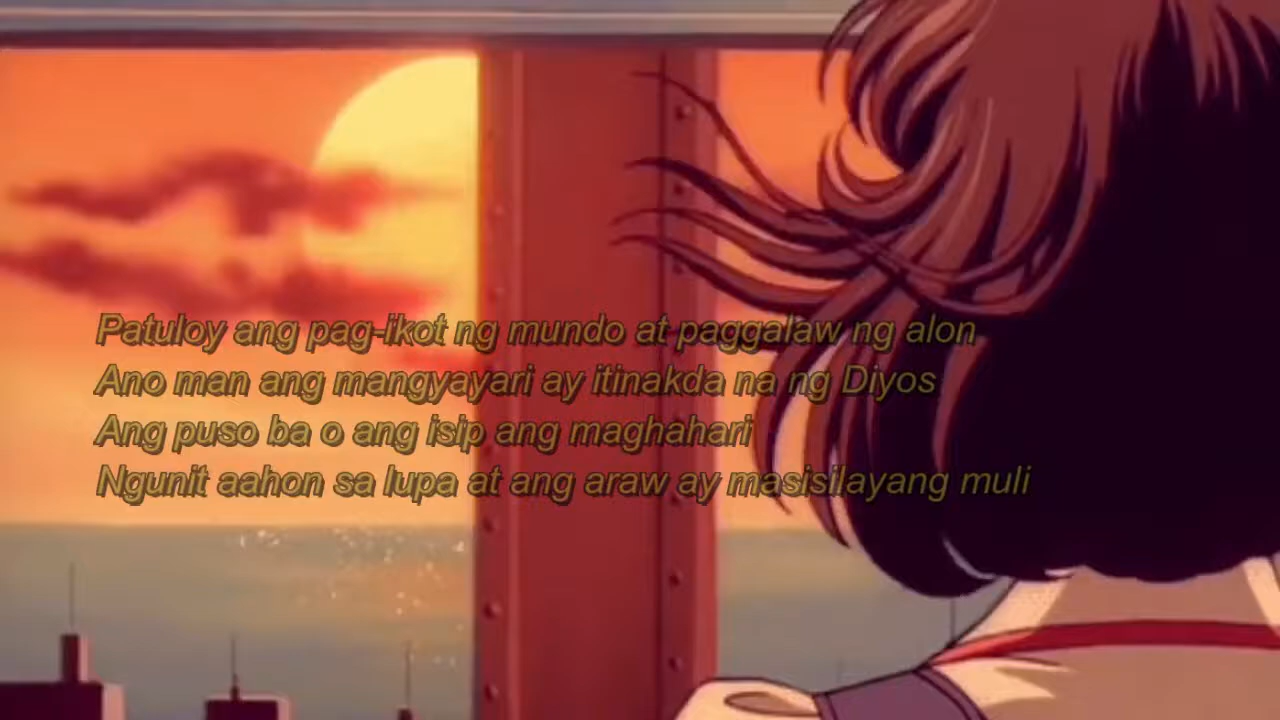 Patuloy ang pag-ikot ng mundo at paggalaw ng alon
Ano man ang mangyayari ay itinakda na ng Diyos
Ang puso ba o ang isip ang maghahari
Ngunit aahon sa lupa at ang araw ay masisilayang muli